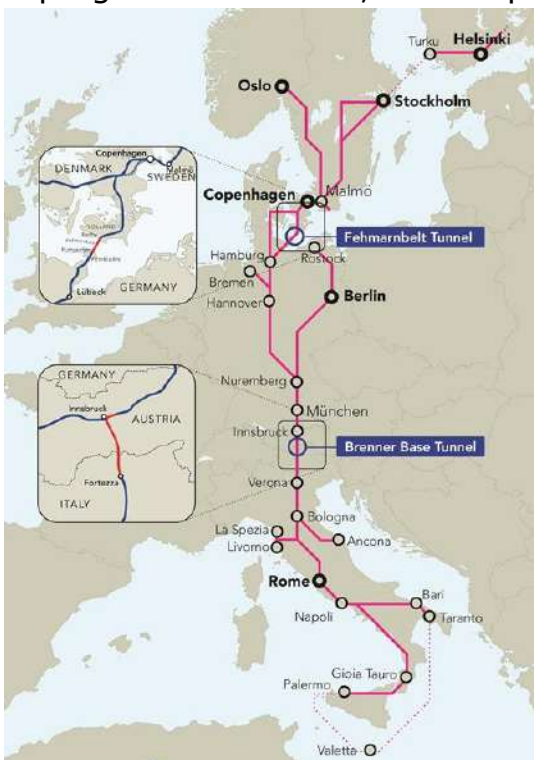 Turku
Helsinki
Oslo
Stockholm
Copenhagen
Malmö
DENMARK
SWEDEN
Lübeck
GERMANY
Copenhagen
Malmö
Fehmarnbelt Tunnel
Hamburg
Rostock
Bremen
Hannover
Berlin
GERMANY
Innsbruck
AUSTRIA
Fortezza
ITALY
Nuremberg
München
Innsbruck
Brenner Base Tunnel
Verona
Bologna
La Spezia
Livorno
Ancona
Rome
Napoli
Bari
Taranto
Gioia Tauro
Palermo
Valetta